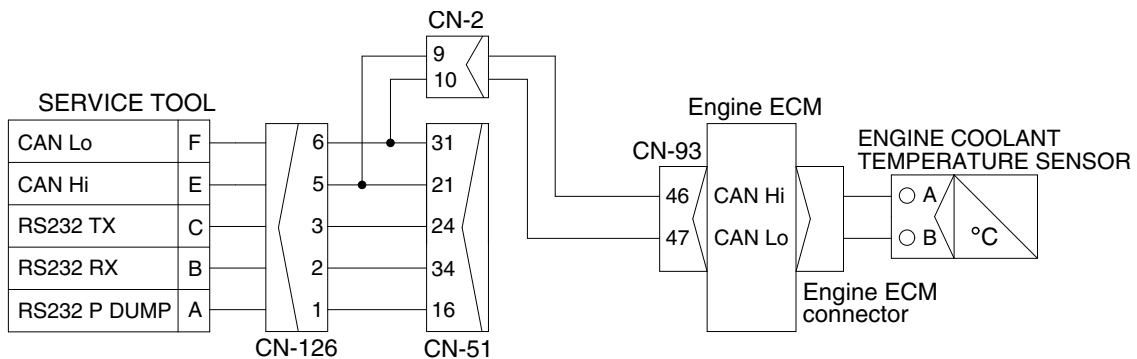 CN-2
9
10
SERVICE TOOL
CAN Lo F
CAN Hi E
RS232 TX C
RS232 RX B
RS232 P DUMP A
6
5
3
2
1
CN-126
31
21
24
34
16
CN-51
Engine ECM
CN-93
46 CAN Hi
47 CAN Lo
Engine ECM
connector
ENGINE COOLANT
TEMPERATURE SENSOR
A
B
°C